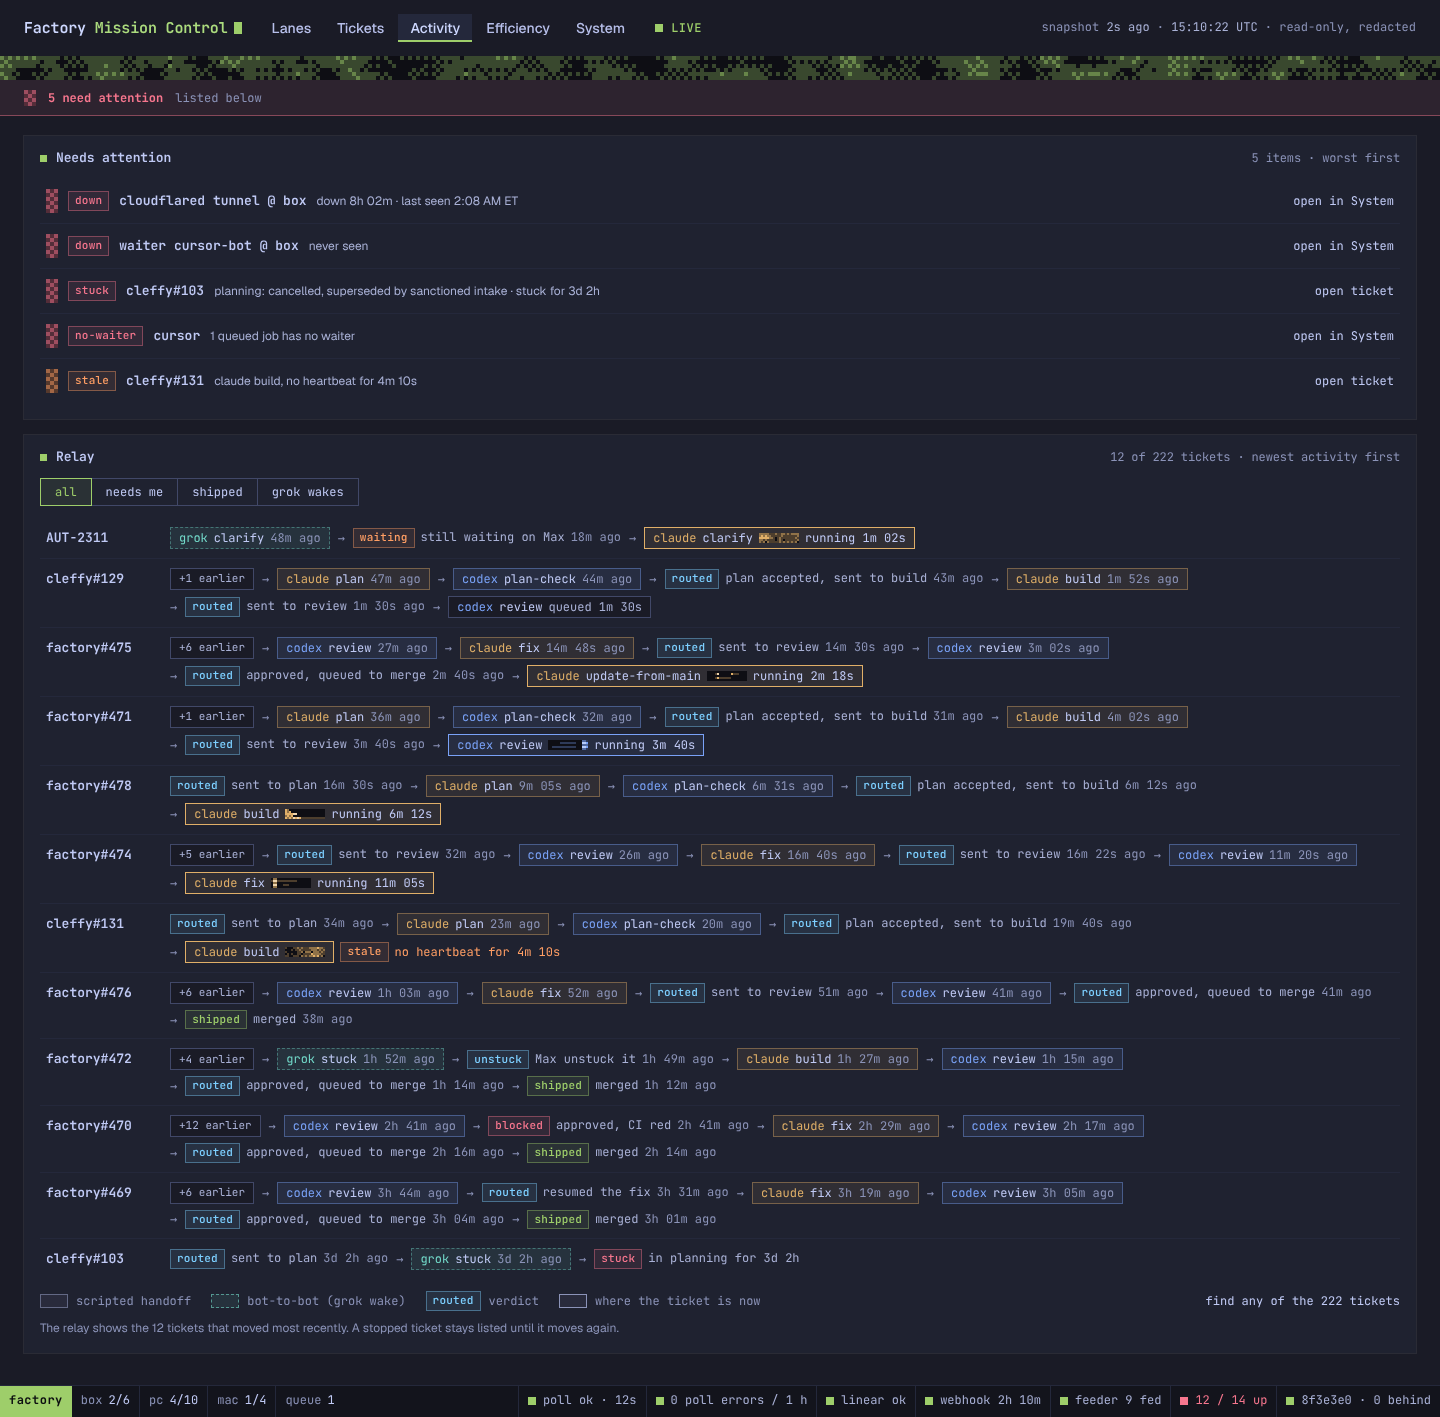 Factory Mission Control Lanes Tickets Activity Efficiency System LIVE snapshot 2s ago · 15:10:22 UTC · read-only, redacted
5 need attention listed below
Needs attention 5 items · worst first
down cloudflared tunnel @ box down 8h 02m · last seen 2:08 AM ET open in System
down waiter cursor-bot @ box never seen open in System
stuck cleffy#103 planning: cancelled, superseded by sanctioned intake · stuck for 3d 2h open ticket
no-waiter cursor 1 queued job has no waiter open in System
stale cleffy#131 claude build, no heartbeat for 4m 10s open ticket
Relay 12 of 222 tickets · newest activity first
all needs me shipped grok wakes
AUT-2311 grok clarify 48m ago → waiting still waiting on Max 18m ago → claude clarify running 1m 02s
cleffy#129 +1 earlier → claude plan 47m ago → codex plan-check 44m ago → routed plan accepted, sent to build 43m ago → claude build 1m 52s ago
→ routed sent to review 1m 30s ago → codex review queued 1m 30s
factory#475 +6 earlier → codex review 27m ago → claude fix 14m 48s ago → routed sent to review 14m 30s ago → codex review 3m 02s ago
→ routed approved, queued to merge 2m 40s ago → claude update-from-main running 2m 18s
factory#471 +1 earlier → claude plan 36m ago → codex plan-check 32m ago → routed plan accepted, sent to build 31m ago → claude build 4m 02s ago
→ routed sent to review 3m 40s ago → codex review running 3m 40s
factory#478 routed sent to plan 16m 30s ago → claude plan 9m 05s ago → codex plan-check 6m 31s ago → routed plan accepted, sent to build 6m 12s ago
→ claude build running 6m 12s
factory#474 +5 earlier → routed sent to review 32m ago → codex review 26m ago → claude fix 16m 40s ago → routed sent to review 16m 22s ago → codex review 11m 20s ago
→ claude fix running 11m 05s
cleffy#131 routed sent to plan 34m ago → claude plan 23m ago → codex plan-check 20m ago → routed plan accepted, sent to build 19m 40s ago
→ claude build stale no heartbeat for 4m 10s
factory#476 +6 earlier → codex review 1h 03m ago → claude fix 52m ago → routed sent to review 51m ago → codex review 41m ago → routed approved, queued to merge 41m ago
→ shipped merged 38m ago
factory#472 +4 earlier → grok stuck 1h 52m ago → unstuck Max unstuck it 1h 49m ago → claude build 1h 27m ago → codex review 1h 15m ago
→ routed approved, queued to merge 1h 14m ago → shipped merged 1h 12m ago
factory#470 +12 earlier → codex review 2h 41m ago → blocked approved, CI red 2h 41m ago → claude fix 2h 29m ago → codex review 2h 17m ago
→ routed approved, queued to merge 2h 16m ago → shipped merged 2h 14m ago
factory#469 +6 earlier → codex review 3h 44m ago → routed resumed the fix 3h 31m ago → claude fix 3h 19m ago → codex review 3h 05m ago
→ routed approved, queued to merge 3h 04m ago → shipped merged 3h 01m ago
cleffy#103 routed sent to plan 3d 2h ago → grok stuck 3d 2h ago → stuck in planning for 3d 2h
scripted handoff bot-to-bot (grok wake) routed verdict where the ticket is now find any of the 222 tickets
The relay shows the 12 tickets that moved most recently. A stopped ticket stays listed until it moves again.
factory box 2/6 pc 4/10 mac 1/4 queue 1 poll ok · 12s 0 poll errors / 1 h linear ok webhook 2h 10m feeder 9 fed 12 / 14 up 8f3e3e0 · 0 behind